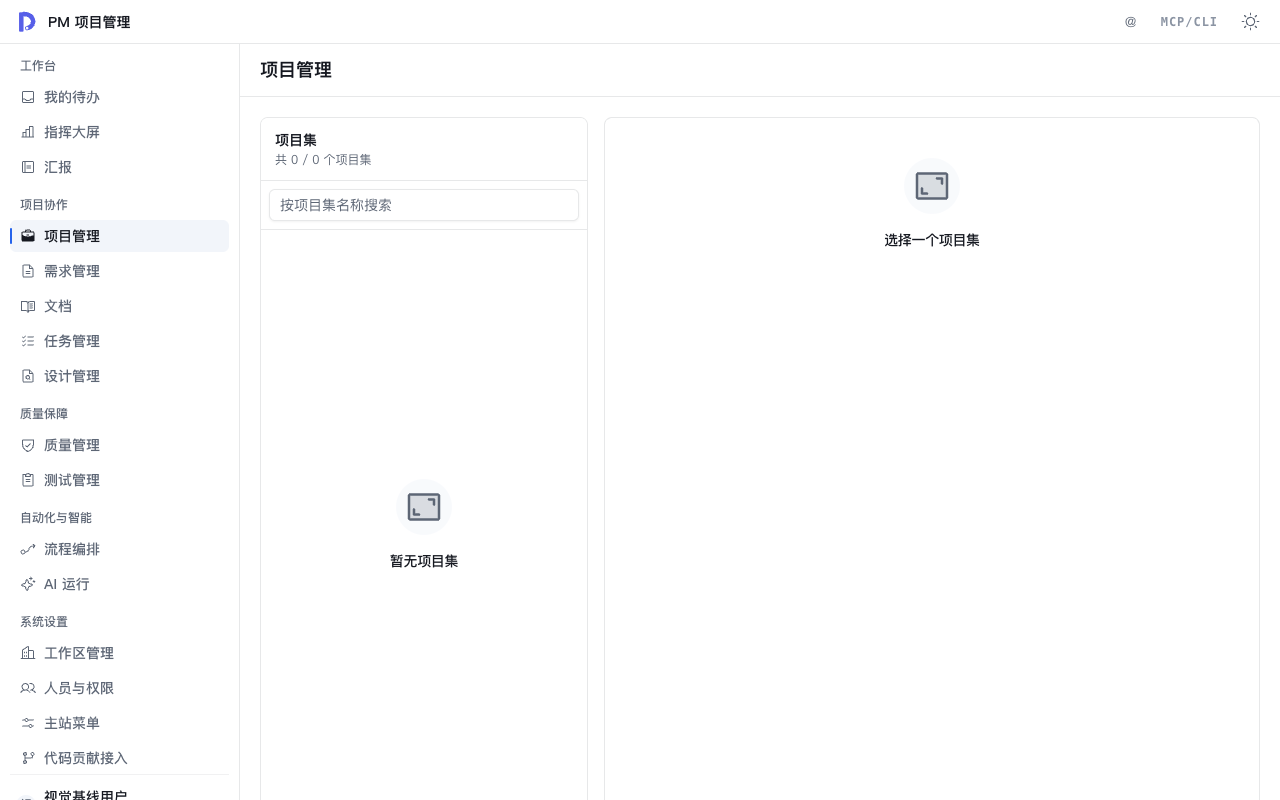 PM 项目管理
@
MCP/CLI
工作台
我的待办
指挥大屏
汇报
项目协作
项目管理
需求管理
文档
任务管理
设计管理
质量保障
质量管理
测试管理
自动化与智能
流程编排
AI 运行
系统设置
工作区管理
人员与权限
主站菜单
代码贡献接入
视觉基线用户
项目管理
项目集
共 0 / 0 个项目集
按项目集名称搜索
暂无项目集
选择一个项目集